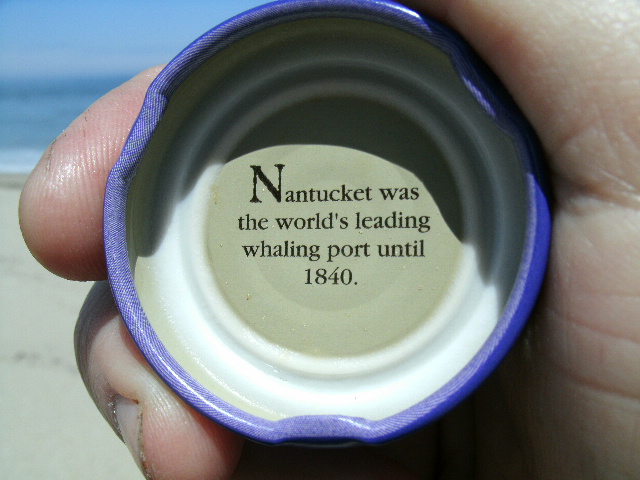 Nantucket was
the world's leading
whaling port until
1840.